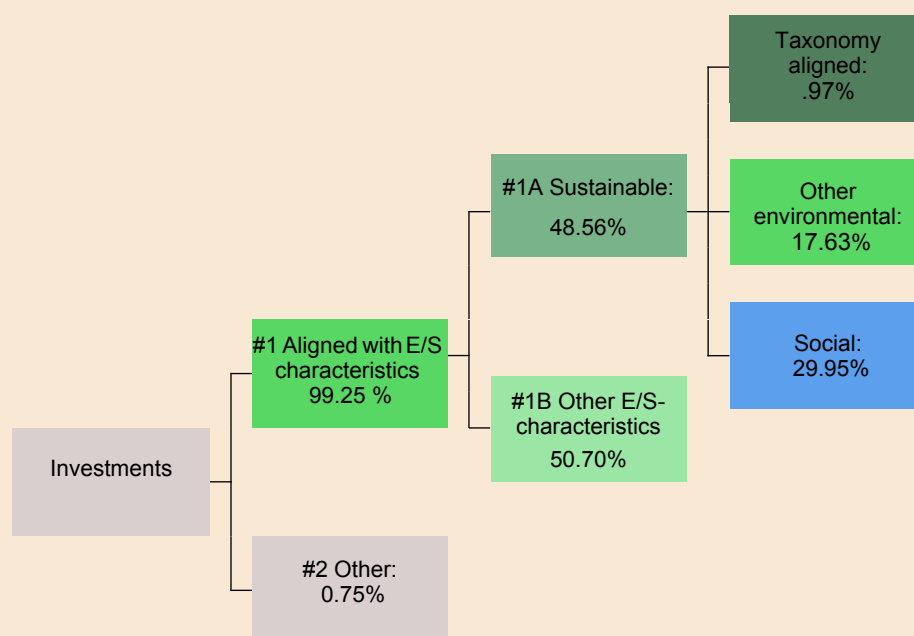 Taxonomy
aligned:
.97%
#1A Sustainable:
48.56%
Other
environmental:
17.63%
#1 Aligned with E/S
characteristics
99.25 %
Social:
29.95%
#1B Other E/S-
characteristics
50.70%
Investments
#2 Other:
0.75%